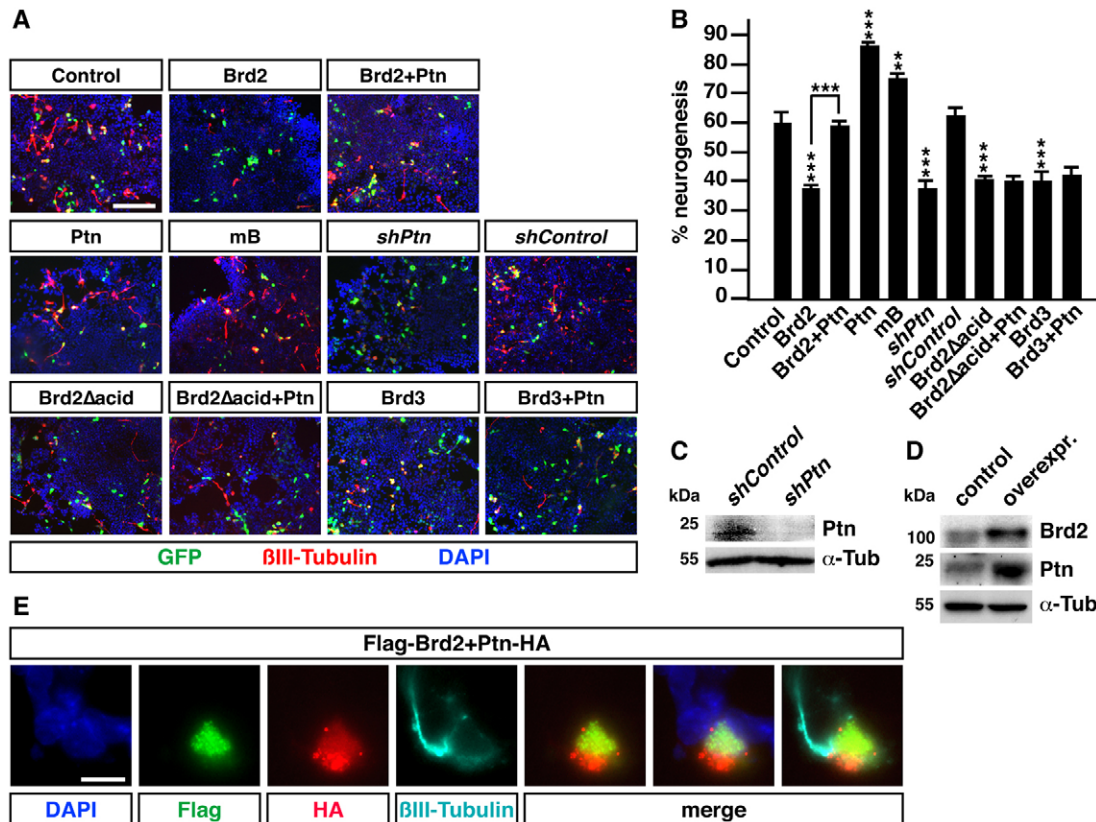 A
Control Brd2 Brd2+Ptn
Ptn mB shPtn shControl
Brd2Δacid Brd2Δacid+Ptn Brd3 Brd3+Ptn
GFP ßIII-Tubulin DAPI
B
% neurogenesis
90
80
70
60
50
40
30
20
10
0
***
***
***
**
***
***
***
Control
Brd2
Brd2+Ptn
Ptn
mB
shPtn
shControl
Brd2Δacid
Brd2Δacid+Ptn
Brd3
Brd3+Ptn
C
kDa shControl shPtn
25 Ptn
55 α-Tub
D
kDa control overexpr.
100 Brd2
25 Ptn
55 α-Tub
E
Flag-Brd2+Ptn-HA
DAPI Flag HA ßIII-Tubulin merge